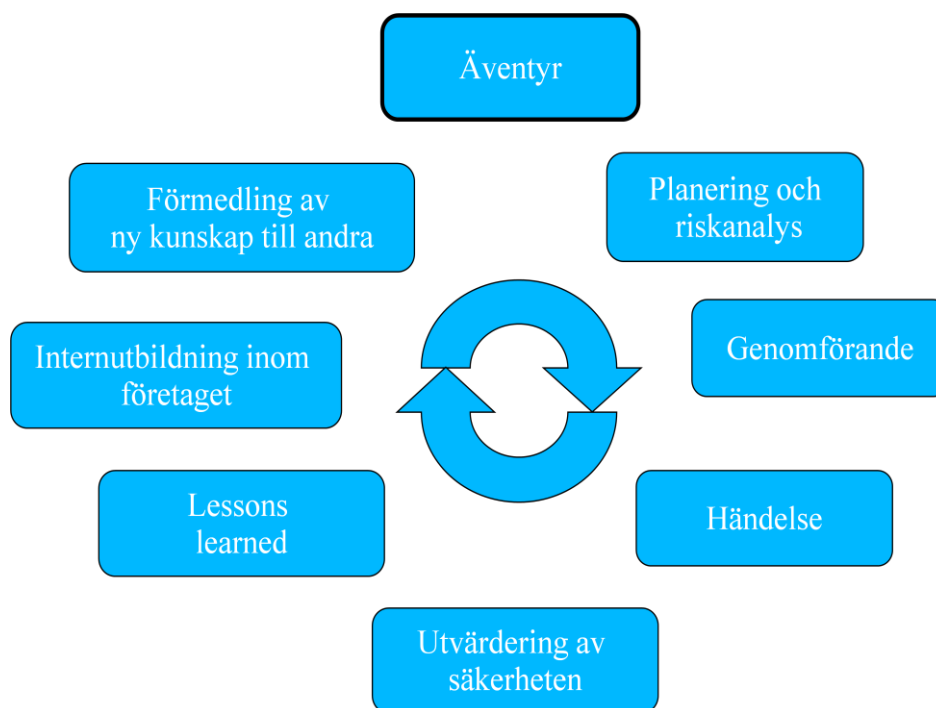 Äventyr
Planering och
riskanalys
Genomförande
Händelse
Utvärdering av
säkerheten
Lessons
learned
Internutbildning inom
företaget
Förmedling av
ny kunskap till andra